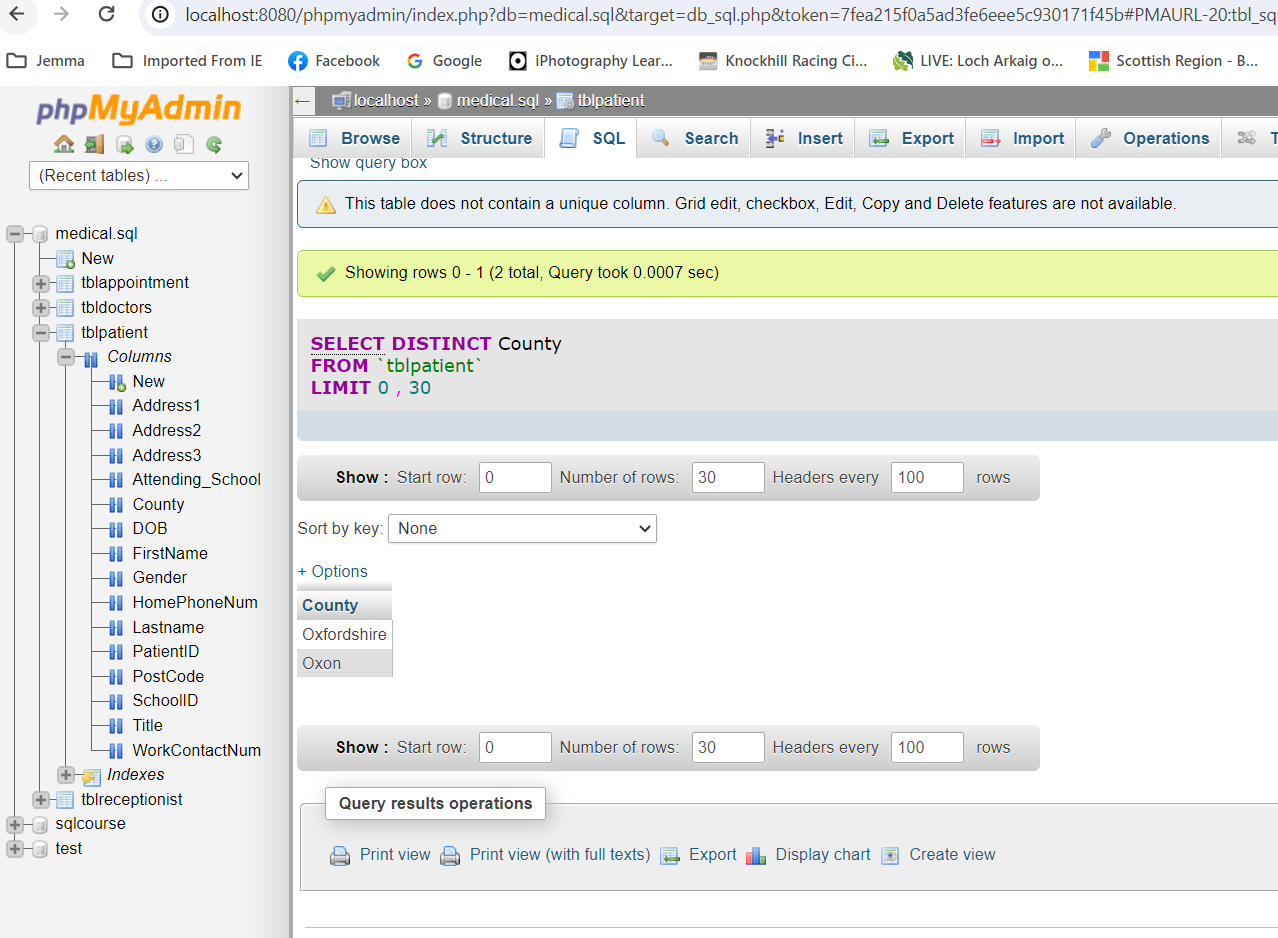 localhost:8080/phpmyadmin/index.php?db=medical.sql&target=db_sql.php&token=7fea215f0a5ad3fe6eee5c930171f45b#PMAURL-20:tbl_sq
Jemma Imported From IE Facebook Google iPhotography Lear... Knockhill Racing Ci... LIVE: Loch Arkaig o... Scottish Region - B...
phpMyAdmin
(Recent tables) ...
medical.sql
New
tblappointment
tbldoctors
tblpatient
Columns
New
Address1
Address2
Address3
Attending_School
County
DOB
FirstName
Gender
HomePhoneNum
Lastname
PatientID
PostCode
SchoolID
Title
WorkContactNum
Indexes
tblreceptionist
sqlcourse
test
localhost » medical.sql » tblpatient
Browse Structure SQL Search Insert Export Import Operations T
Show query box
This table does not contain a unique column. Grid edit, checkbox, Edit, Copy and Delete features are not available.
Showing rows 0 - 1 (2 total, Query took 0.0007 sec)
SELECT DISTINCT County
FROM `tblpatient`
LIMIT 0 , 30
Show : Start row: 0 Number of rows: 30 Headers every 100 rows
Sort by key: None
+ Options
County
Oxfordshire
Oxon
Show : Start row: 0 Number of rows: 30 Headers every 100 rows
Query results operations
Print view Print view (with full texts) Export Display chart Create view